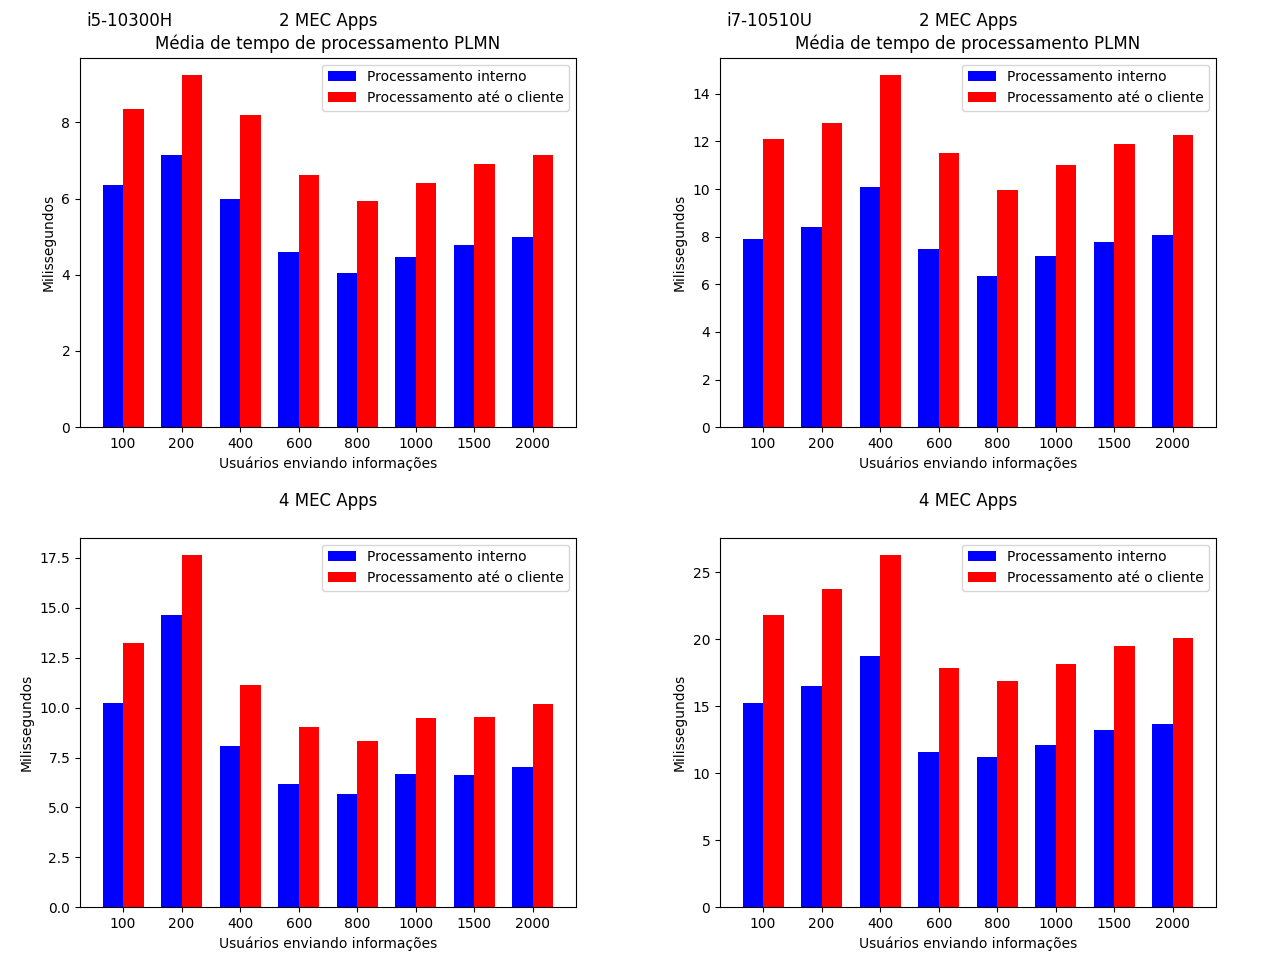 i5-10300H
2 MEC Apps
Média de tempo de processamento PLMN
Processamento interno
Processamento até o cliente
8
6
4
2
0
Milissegundos
100 200 400 600 800 1000 1500 2000
Usuários enviando informações
i7-10510U
2 MEC Apps
Média de tempo de processamento PLMN
Processamento interno
Processamento até o cliente
14
12
10
8
6
4
2
0
Milissegundos
100 200 400 600 800 1000 1500 2000
Usuários enviando informações
4 MEC Apps
Processamento interno
Processamento até o cliente
17.5
15.0
12.5
10.0
7.5
5.0
2.5
0.0
Milissegundos
100 200 400 600 800 1000 1500 2000
Usuários enviando informações
4 MEC Apps
Processamento interno
Processamento até o cliente
25
20
15
10
5
0
Milissegundos
100 200 400 600 800 1000 1500 2000
Usuários enviando informações